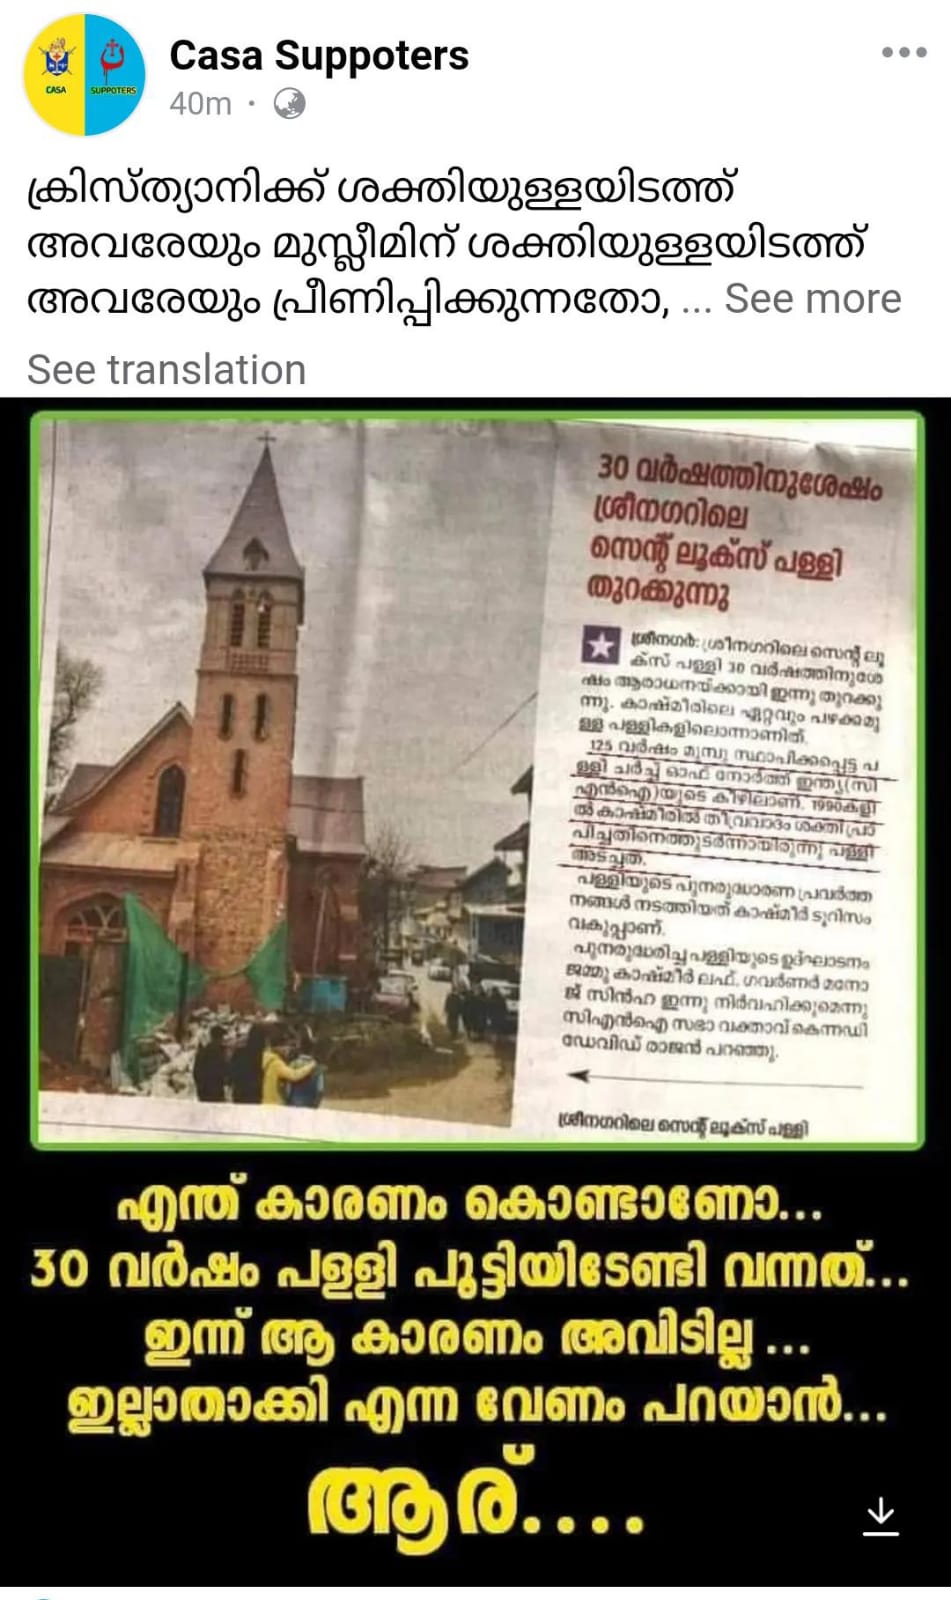 Casa Suppoters
40m
CASA
SUPPOTERS
ക്രിസ്ത്യാനിക്ക് ശക്തിയുള്ളയിടത്ത്
അവരേയും മുസ്ലീമിന് ശക്തിയുള്ളയിടത്ത്
അവരേയും പ്രീണിപ്പിക്കുന്നതോ, ... See more
See translation
30 വർഷത്തിനുശേഷം
ശ്രീനഗറിലെ
സെന്റ് ലൂക്സ് പള്ളി
തുറക്കുന്നു
ശ്രീനഗർ: ശ്രീനഗറിലെ സെന്റ് ലൂ
ക്സ് പള്ളി 30 വർഷത്തിനുശേ
ഷം ആരാധനയ്ക്കായി ഇന്നു തുറക്കു
ന്നു. കാഷ്മീരിലെ ഏറ്റവും പഴക്കമു
ള്ള പള്ളികളിലൊന്നാണിത്.
125 വർഷം മുമ്പു സ്ഥാപിക്കപ്പെട്ട പ
ള്ളി ചർച്ച് ഓഫ് നോർത്ത് ഇന്ത്യ(സി
എൻഐ)യുടെ കീഴിലാണ്. 1990കളി
ൽ കാഷ്മീരിൽ തീവ്രവാദം ശക്തിപ്രാ
പിച്ചതിനെത്തുടർന്നായിരുന്നു പള്ളി
അടച്ചത്.
പള്ളിയുടെ പുനരുദ്ധാരണ പ്രവർത്ത
നങ്ങൾ നടത്തിയത് കാഷ്മീർ ടൂറിസം
വകുപ്പാണ്.
പുനരുദ്ധരിച്ച പള്ളിയുടെ ഉദ്ഘാടനം
ജമ്മു കാഷ്മീർ ലഫ്. ഗവർണർ മനോ
ജ് സിൻഹ ഇന്നു നിർവഹിക്കുമെന്നു
സിഎൻഐ സഭാ വക്താവ് കെന്നഡി
ഡേവിഡ് രാജൻ പറഞ്ഞു.
ശ്രീനഗറിലെ സെന്റ് ലൂക്സ് പള്ളി
എന്ത് കാരണം കൊണ്ടാണോ...
30 വർഷം പള്ളി പൂട്ടിയിടേണ്ടി വന്നത്...
ഇന്ന് ആ കാരണം അവിടില്ല ...
ഇല്ലാതാക്കി എന്ന വേണം പറയാൻ...
ആര്....